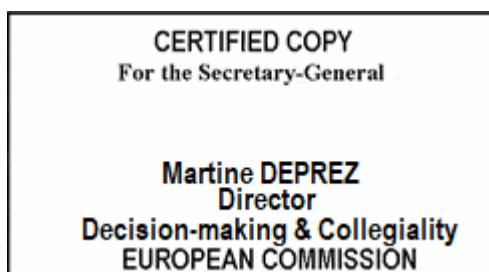 CERTIFIED COPY
For the Secretary-General
Martine DEPREZ
Director
Decision-making & Collegiality
EUROPEAN COMMISSION